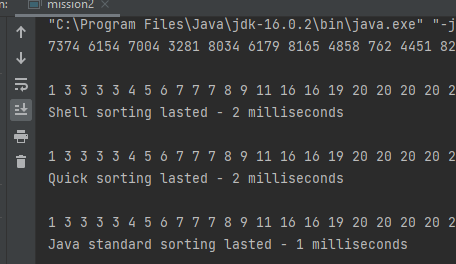 n: mission2
"C:\Program Files\Java\jdk-16.0.2\bin\java.exe" "-j
7374 6154 7004 3281 8034 6179 8165 4858 762 4451 82
1 3 3 3 3 4 5 6 7 7 7 8 9 11 16 16 19 20 20 20 20 2
Shell sorting lasted - 2 milliseconds
1 3 3 3 3 4 5 6 7 7 7 8 9 11 16 16 19 20 20 20 20 2
Quick sorting lasted - 2 milliseconds
1 3 3 3 3 4 5 6 7 7 7 8 9 11 16 16 19 20 20 20 20 2
Java standard sorting lasted - 1 milliseconds